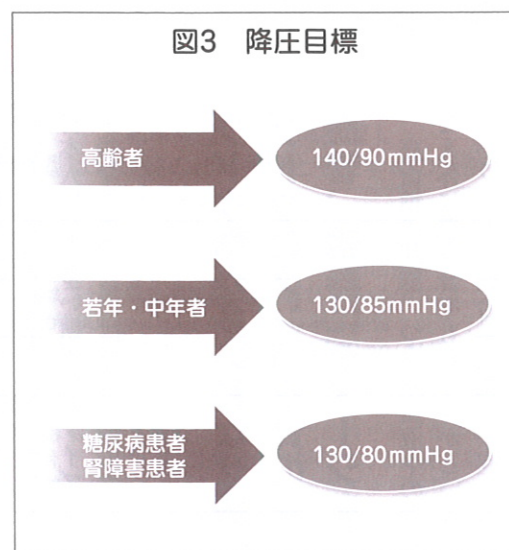 図3 降圧目標
高齢者
140/90mmHg
若年・中年者
130/85mmHg
糖尿病患者
腎障害患者
130/80mmHg